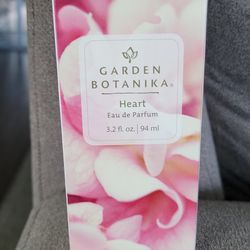 GARDEN
BOTANIKA®
Heart
Eau de Parfum
3.2 fl. oz. | 94 ml